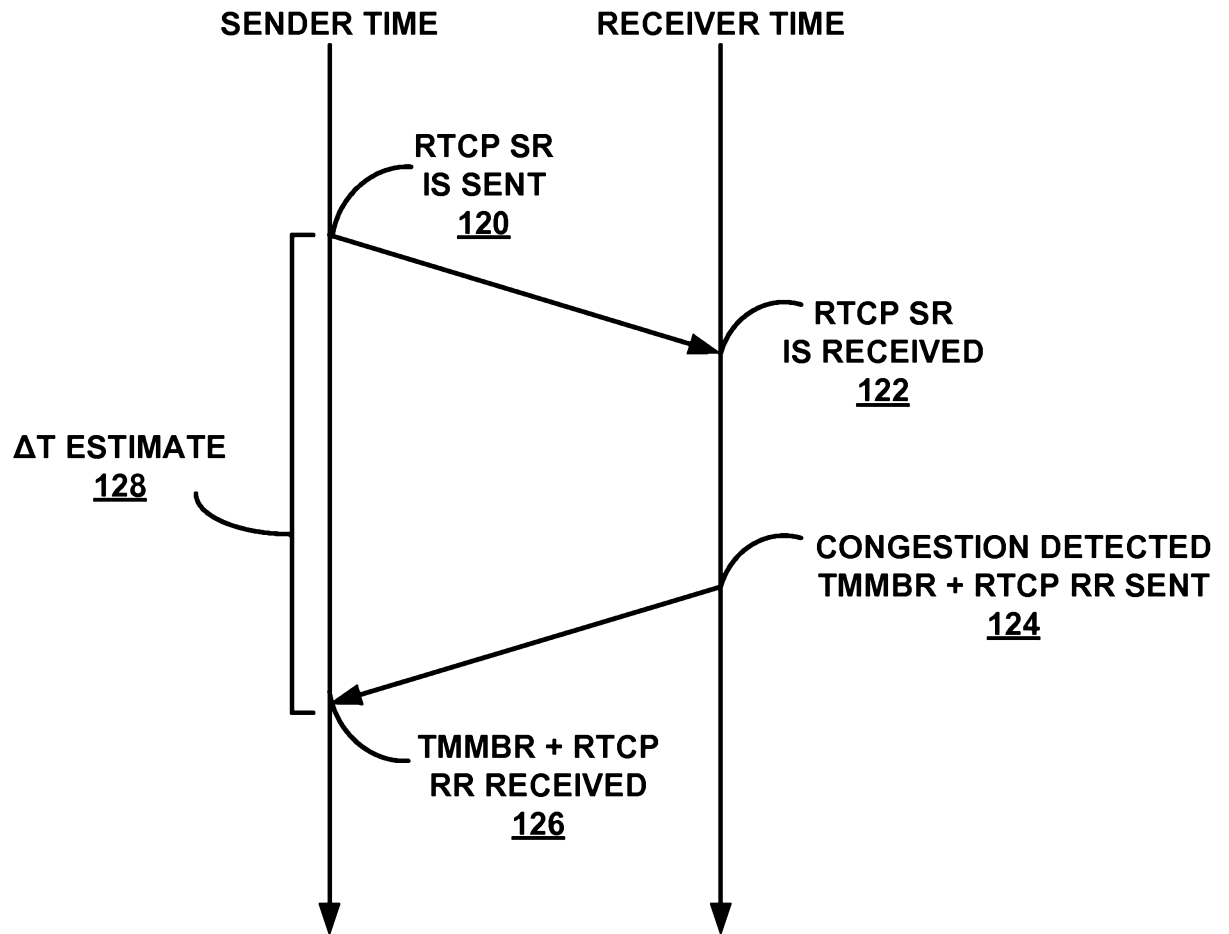 SENDER TIME
RECEIVER TIME
RTCP SR
IS SENT
120
RTCP SR
IS RECEIVED
122
ΔT ESTIMATE
128
CONGESTION DETECTED
TMMBR + RTCP RR SENT
124
TMMBR + RTCP
RR RECEIVED
126